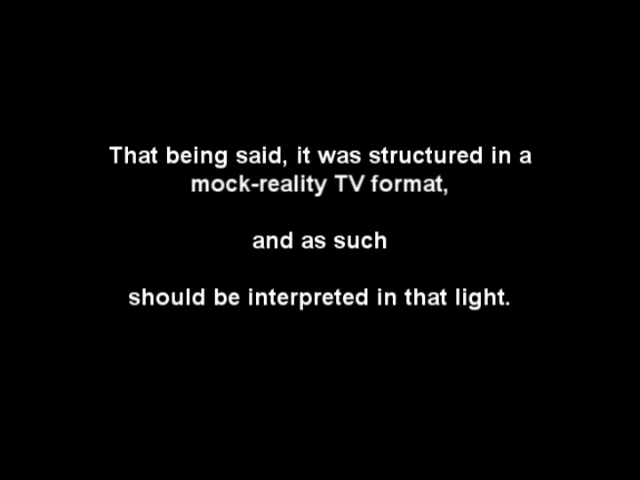 That being said, it was structured in a
mock-reality TV format,
and as such
should be interpreted in that light.